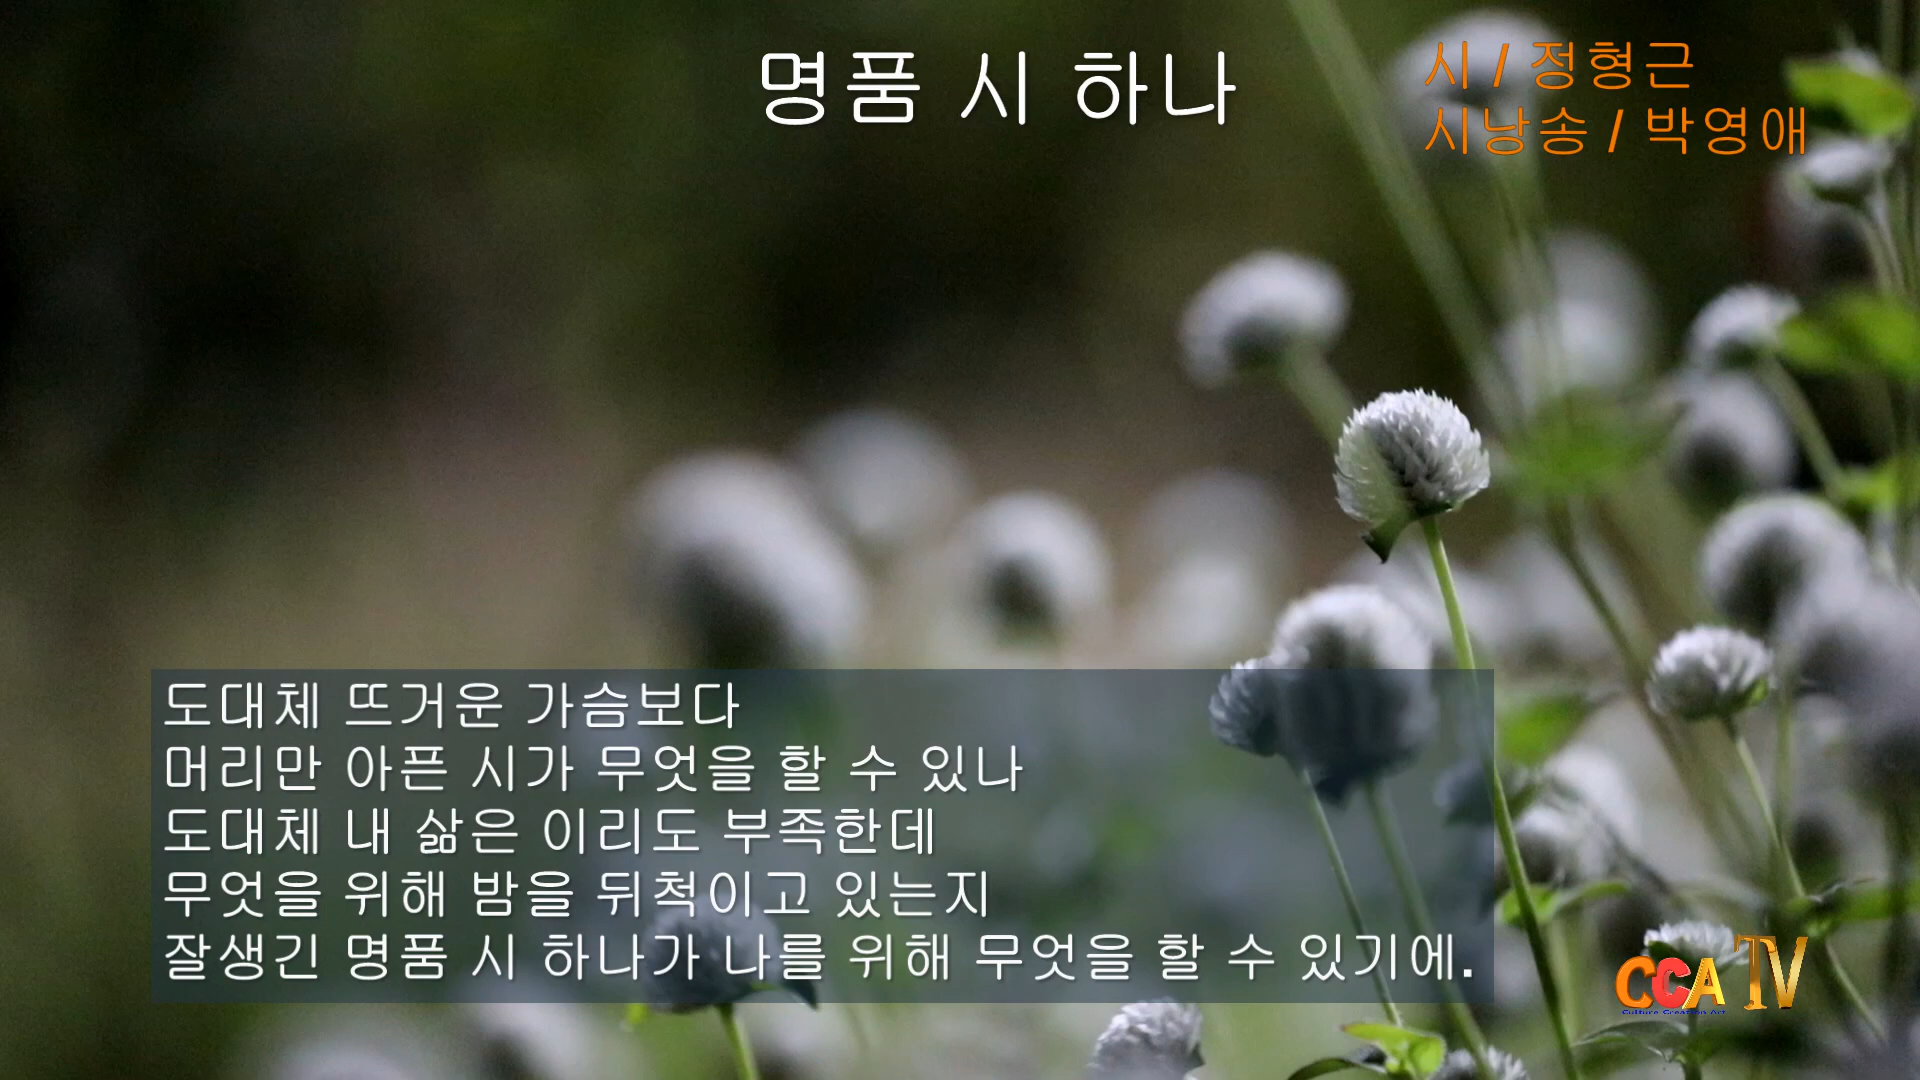 명품 시 하나
시 / 정형근
시낭송 / 박영애
도대체 뜨거운 가슴보다
머리만 아픈 시가 무엇을 할 수 있나
도대체 내 삶은 이리도 부족한데
무엇을 위해 밤을 뒤척이고 있는지
잘생긴 명품 시 하나가 나를 위해 무엇을 할 수 있기에.
CCA TV
Culture Creation Art